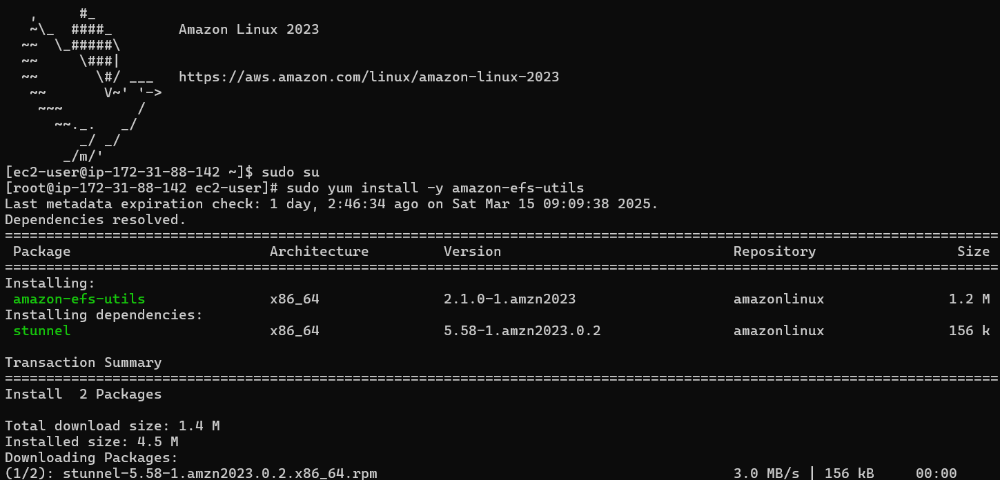 ,     #_
   ~\_  ####_        Amazon Linux 2023
  ~~  \_#####\
  ~~     \###|
  ~~       \#/ ___   https://aws.amazon.com/linux/amazon-linux-2023
   ~~       V~' '->
    ~~~         /
      ~~._.   _/
         _/ _/
       _/m/'
[ec2-user@ip-172-31-88-142 ~]$ sudo su
[root@ip-172-31-88-142 ec2-user]# sudo yum install -y amazon-efs-utils
Last metadata expiration check: 1 day, 2:46:34 ago on Sat Mar 15 09:09:38 2025.
Dependencies resolved.
========================================================================================================================
 Package                        Architecture         Version                            Repository                 Size
========================================================================================================================
Installing:
 amazon-efs-utils               x86_64               2.1.0-1.amzn2023                   amazonlinux               1.2 M
Installing dependencies:
 stunnel                        x86_64               5.58-1.amzn2023.0.2                amazonlinux               156 k

Transaction Summary
========================================================================================================================
Install  2 Packages

Total download size: 1.4 M
Installed size: 4.5 M
Downloading Packages:
(1/2): stunnel-5.58-1.amzn2023.0.2.x86_64.rpm                                           3.0 MB/s | 156 kB     00:00